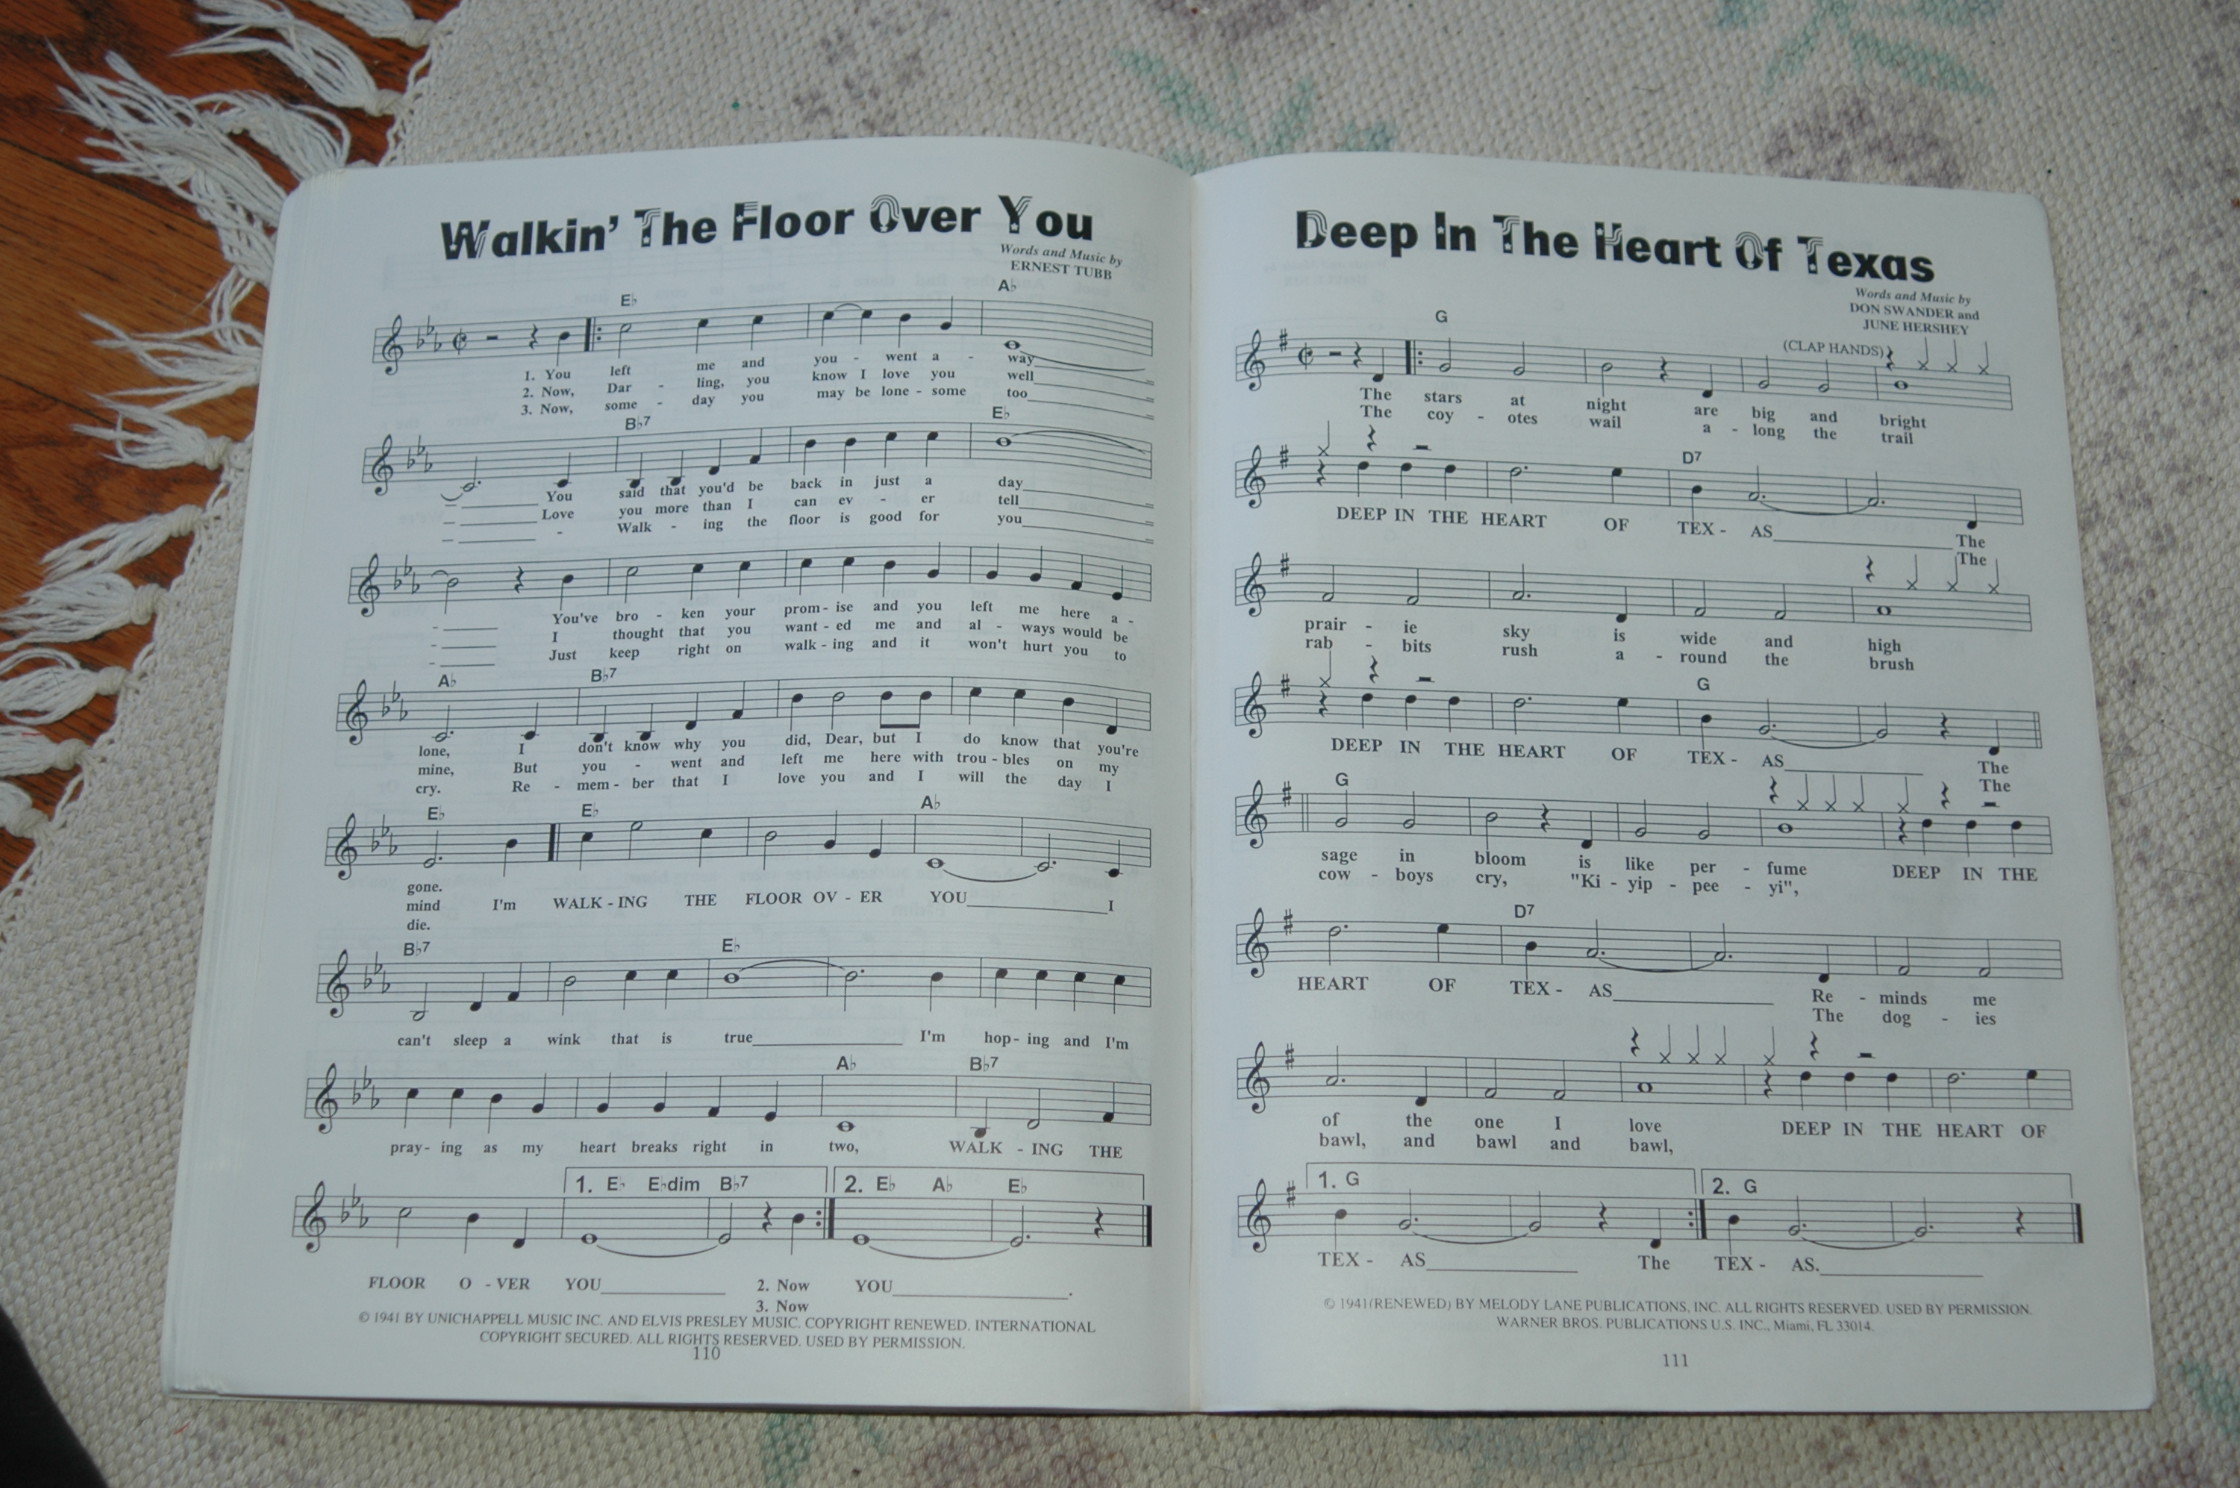 Walkin' The Floor Over You
Words and Music by
ERNEST TUBB
E♭ A♭
1. You left me and you - went a - way
2. Now, Dar - ling, you know I love you well
3. Now, some - day you may be lone - some too
B♭7 E♭
You said that you'd be back in just a day
Love you more than I can ev - er tell
- Walk - ing the floor is good for you
You've bro - ken your prom - ise and you left me here a -
I thought that you want - ed me and al - ways would be
Just keep right on walk - ing and it won't hurt you to
A♭ B♭7
lone, I don't know why you did, Dear, but I do know that you're
mine, But you - went and left me here with trou - bles on my
cry. Re - mem - ber that I love you and I will the day I
E♭ E♭ A♭
gone.
mind I'm WALK - ING THE FLOOR OV - ER YOU I
die.
B♭7 E♭
can't sleep a wink that is true I'm hop - ing and I'm
A♭ B♭7
pray - ing as my heart breaks right in two, WALK - ING THE
1. E♭ E♭dim B♭7 2. E♭ A♭ E♭
FLOOR O - VER YOU 2. Now YOU.
3. Now
© 1941 BY UNICHAPPELL MUSIC INC. AND ELVIS PRESLEY MUSIC. COPYRIGHT RENEWED. INTERNATIONAL
COPYRIGHT SECURED. ALL RIGHTS RESERVED. USED BY PERMISSION.
110
Deep In The Heart Of Texas
Words and Music by
DON SWANDER and
JUNE HERSHEY
G
(CLAP HANDS)
The stars at night are big and bright
The coy - otes wail a - long the trail
D7
DEEP IN THE HEART OF TEX - AS The
The
prair - ie sky is wide and high
rab - bits rush a - round the brush
G
DEEP IN THE HEART OF TEX - AS The
The
G
sage in bloom is like per - fume DEEP IN THE
cow - boys cry, "Ki - yip - pee - yi",
D7
HEART OF TEX - AS Re - minds me
The dog - ies
of the one I love DEEP IN THE HEART OF
bawl, and bawl and bawl,
1. G 2. G
TEX - AS The TEX - AS.
© 1941 (RENEWED) BY MELODY LANE PUBLICATIONS, INC. ALL RIGHTS RESERVED. USED BY PERMISSION.
WARNER BROS. PUBLICATIONS U.S. INC., Miami, FL 33014.
111